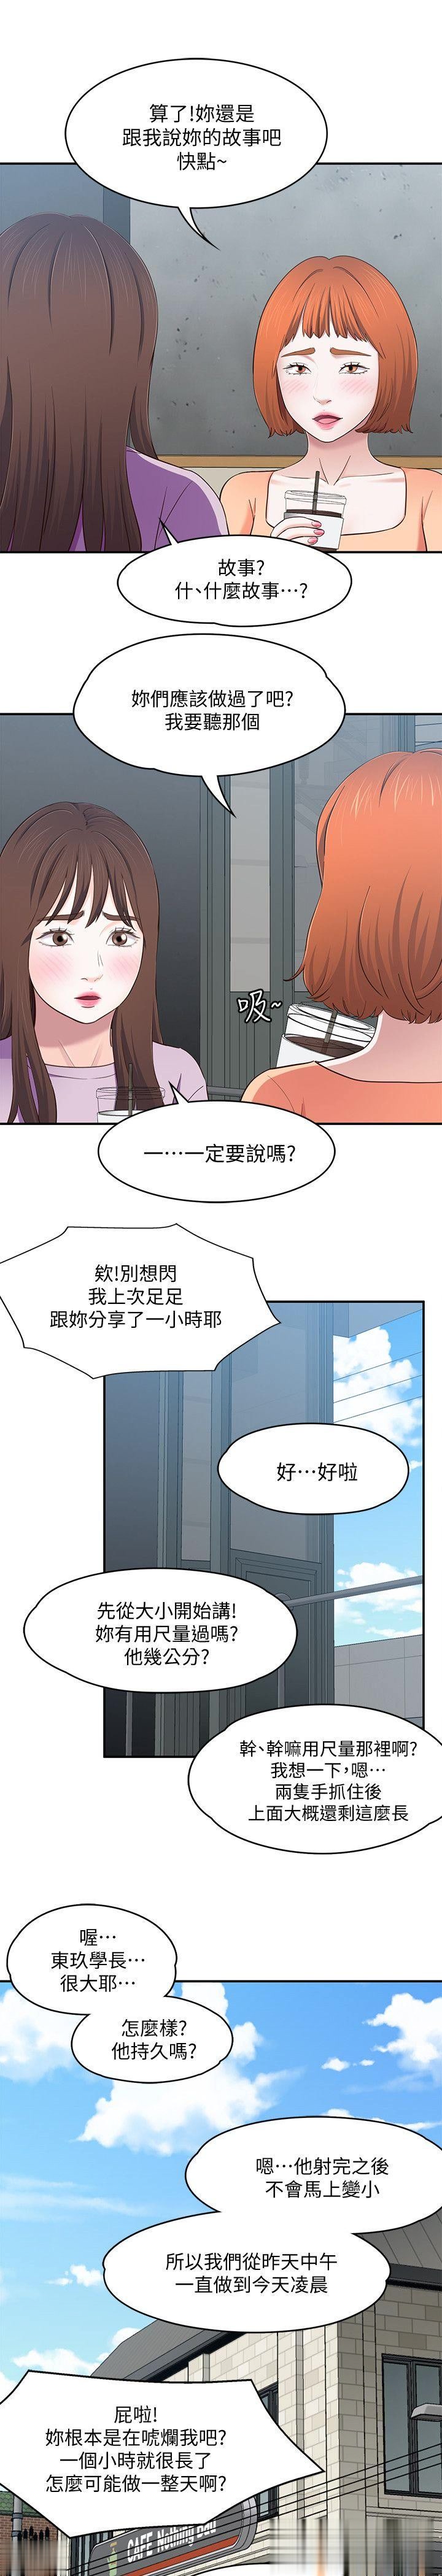 算了!妳還是
跟我說妳的故事吧
快點~
故事?
什、什麼故事…?
妳們應該做過了吧?
我要聽那個
吸~
一…一定要說嗎?
欸!別想閃
我上次足足
跟妳分享了一小時耶
好…好啦
先從大小開始講!
妳有用尺量過嗎?
他幾公分?
幹、幹嘛用尺量那裡啊?
我想一下，嗯…
兩隻手抓住後
上面大概還剩這麼長
喔…
東玖學長…
很大耶…
怎麼樣?
他持久嗎?
嗯…他射完之後
不會馬上變小
所以我們從昨天中午
一直做到今天凌晨
屁啦!
妳根本是在唬爛我吧?
一個小時就很長了
怎麼可能做一整天啊?
CAFE Nothing Day